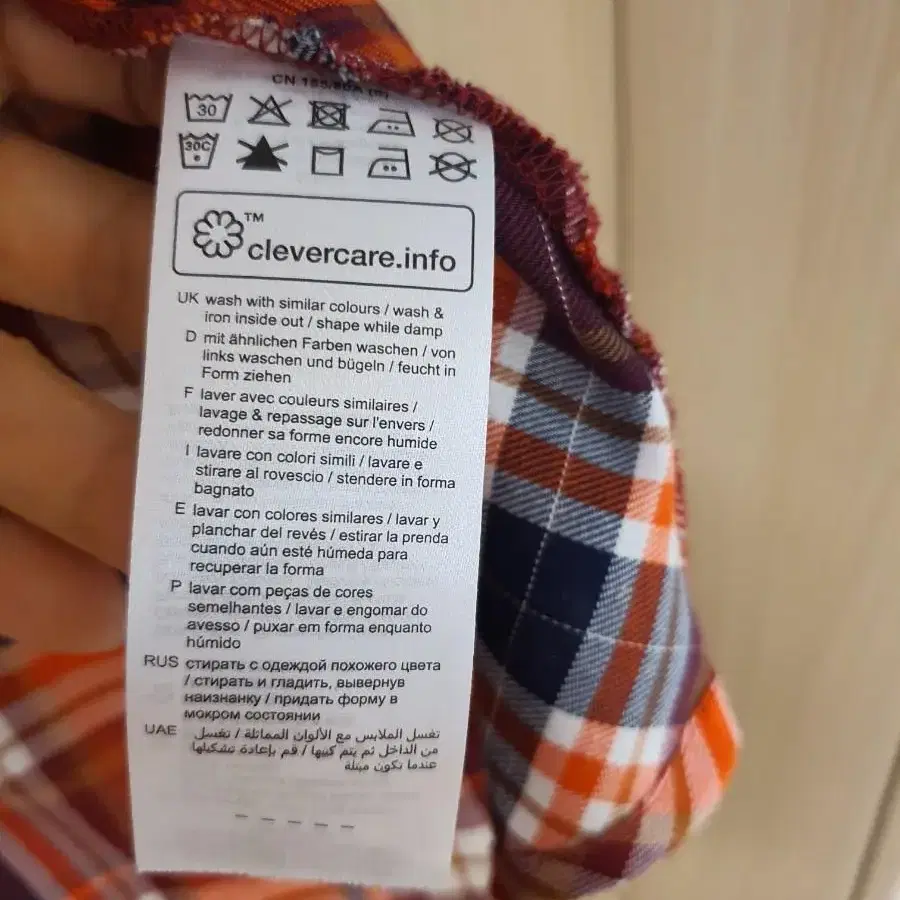 30
30C
™
clevercare.info
UK wash with similar colours / wash &
iron inside out / shape while damp
D mit ähnlichen Farben waschen / von
links waschen und bügeln / feucht in
Form ziehen
F laver avec couleurs similaires /
lavage & repassage sur l'envers /
redonner sa forme encore humide
I lavare con colori simili / lavare e
stirare al rovescio / stendere in forma
bagnato
E lavar con colores similares / lavar y
planchar del revés / estirar la prenda
cuando aún esté húmeda para
recuperar la forma
P lavar com peças de cores
semelhantes / lavar e engomar do
avesso / puxar em forma enquanto
húmido
RUS стирать с одеждой похожего цвета
/ стирать и гладить, вывернув
наизнанку / придать форму в
мокром состоянии
UAE تغسل الملابس مع الألوان المماثلة / تغسل
من الداخل ثم يتم كيها / قم بإعادة تشكيلها
عندما تكون مبتلة